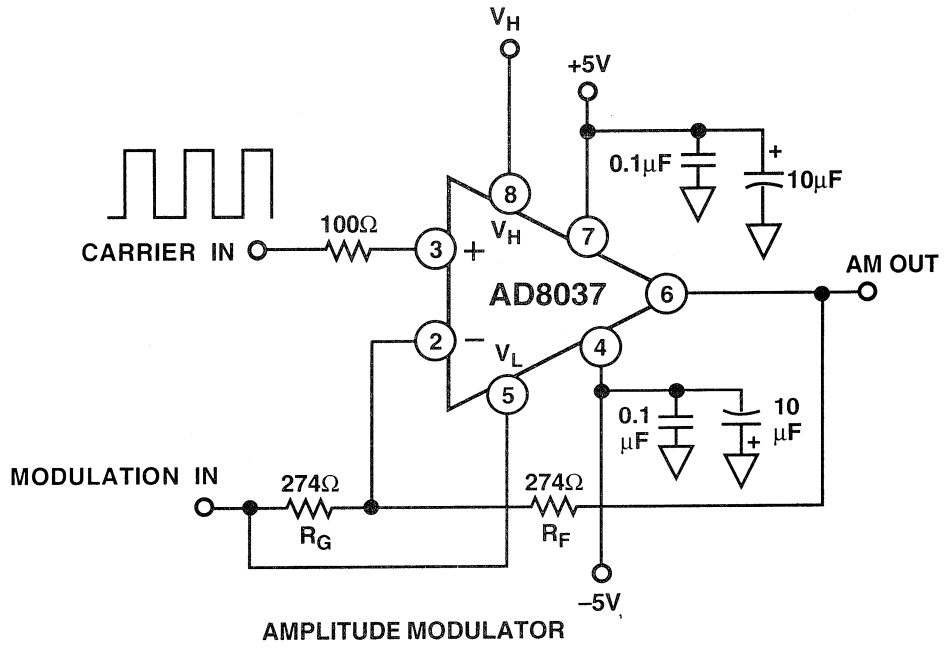 V_H
+5V
0.1μF
+
10μF
8
V_H
7
100Ω
CARRIER IN
3
+
AD8037
6
AM OUT
2
−
V_L
4
5
0.1
μF
10
μF
+
MODULATION IN
274Ω
R_G
274Ω
R_F
−5V
AMPLITUDE MODULATOR